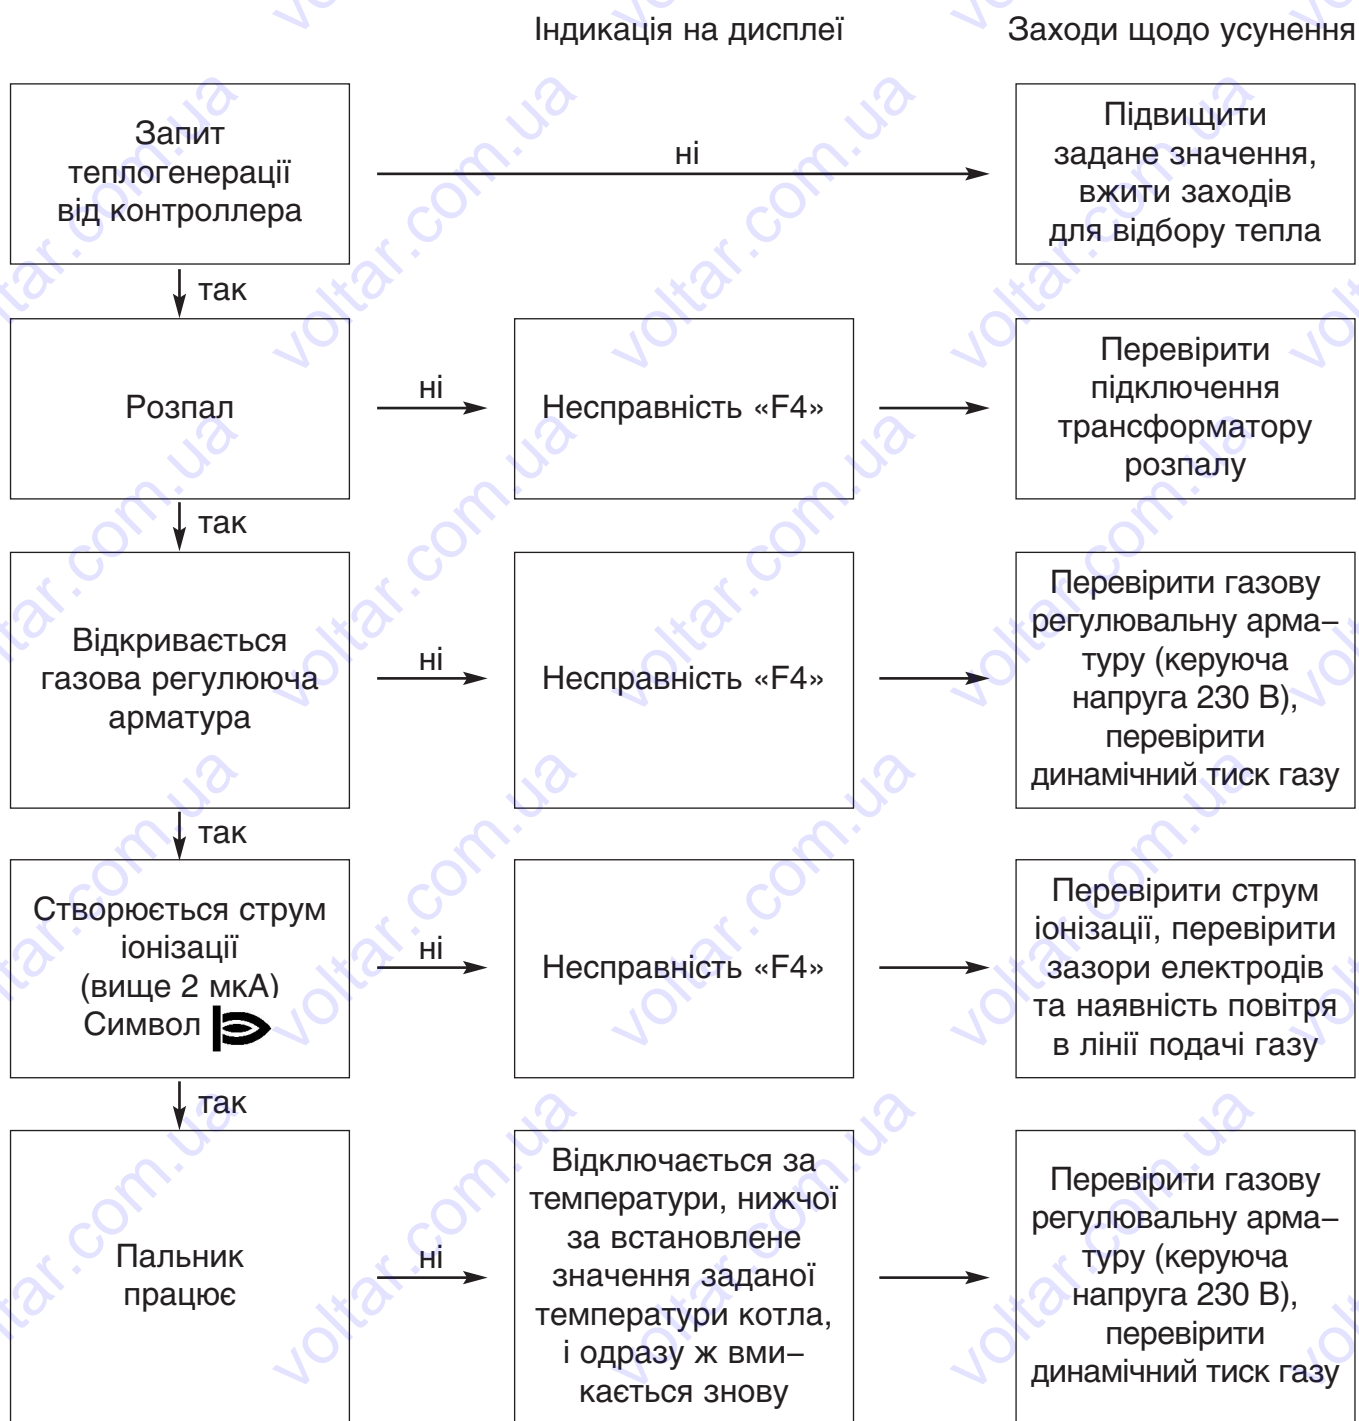 Індикація на дисплеї
Заходи щодо усунення
Запит
теплогенерації
від контроллера
ні
Підвищити
задане значення,
вжити заходів
для відбору тепла
так
Розпал
ні
Несправність «F4»
Перевірити
підключення
трансформатору
розпалу
так
Відкривається
газова регулююча
арматура
ні
Несправність «F4»
Перевірити газову
регулювальну арма–
туру (керуюча
напруга 230 В),
перевірити
динамічний тиск газу
так
Створюється струм
іонізації
(вище 2 мкА)
Символ
ні
Несправність «F4»
Перевірити струм
іонізації, перевірити
зазори електродів
та наявність повітря
в лінії подачі газу
так
Пальник
працює
ні
Відключається за
температури, нижчої
за встановлене
значення заданої
температури котла,
і одразу ж вми–
кається знову
Перевірити газову
регулювальну арма–
туру (керуюча
напруга 230 В),
перевірити
динамічний тиск газу
voltar.com.ua